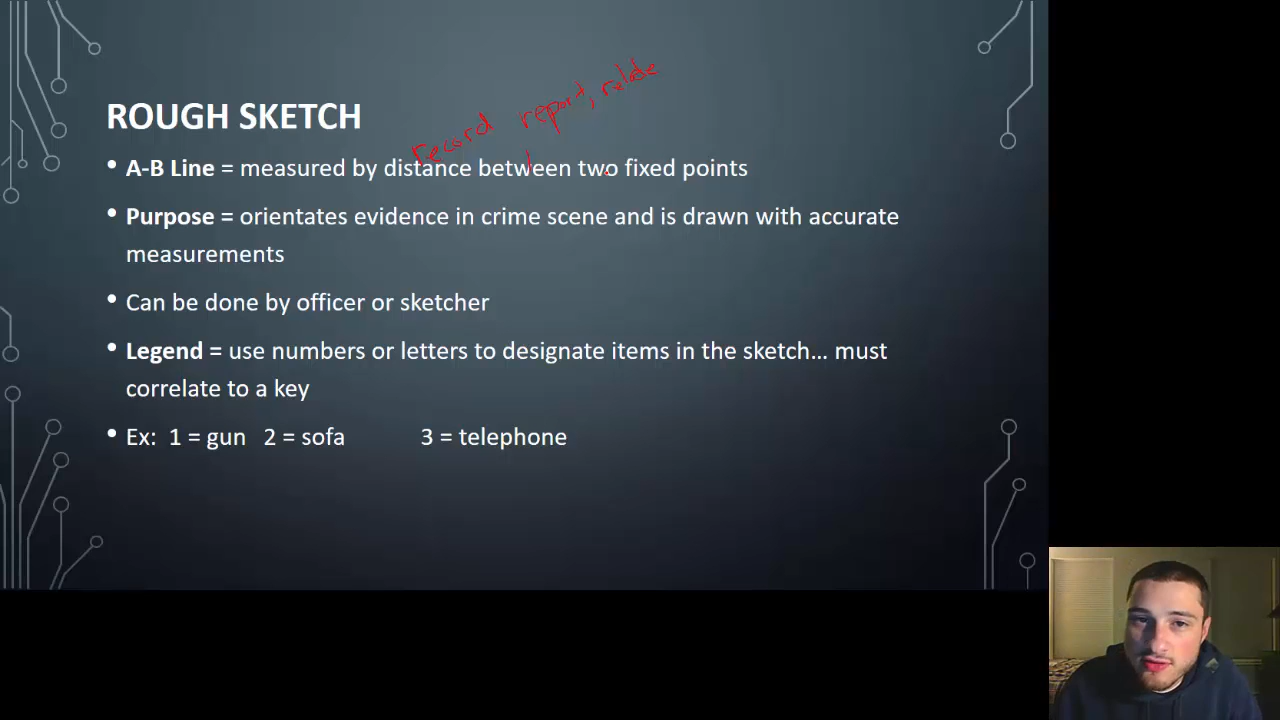 record report, relate
ROUGH SKETCH
• A-B Line = measured by distance between two fixed points
• Purpose = orientates evidence in crime scene and is drawn with accurate
measurements
• Can be done by officer or sketcher
• Legend = use numbers or letters to designate items in the sketch... must
correlate to a key
• Ex: 1 = gun 2 = sofa 3 = telephone